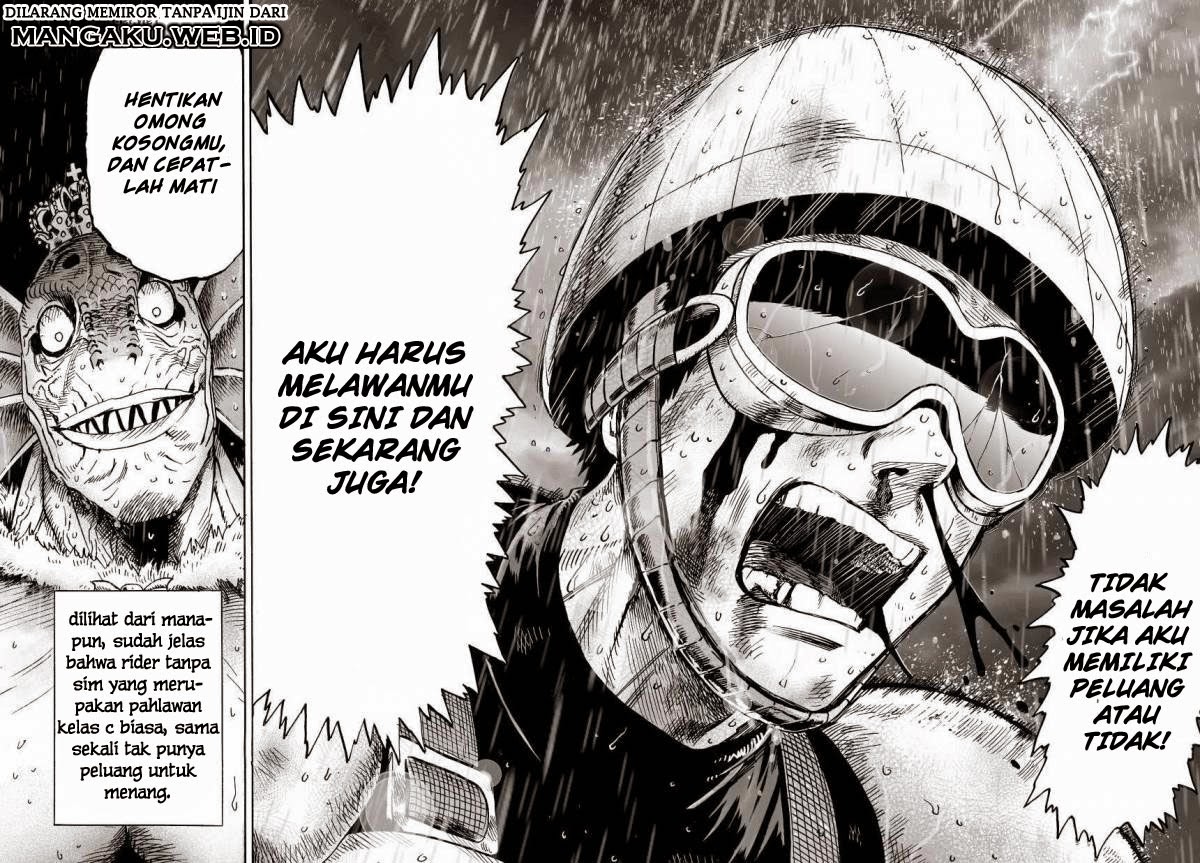 DILARANG MEMIROR TANPA IJIN DARI
MANGAKU.WEB.ID
TIDAK
MASALAH
JIKA AKU
MEMILIKI
PELUANG
ATAU
TIDAK!
AKU HARUS
MELAWANMU
DI SINI DAN
SEKARANG
JUGA!
HENTIKAN
OMONG
KOSONGMU,
DAN CEPAT-
LAH MATI
dilihat dari mana-
pun, sudah jelas
bahwa rider tanpa
sim yang meru-
pakan pahlawan
kelas c biasa, sama
sekali tak punya
peluang untuk
menang.